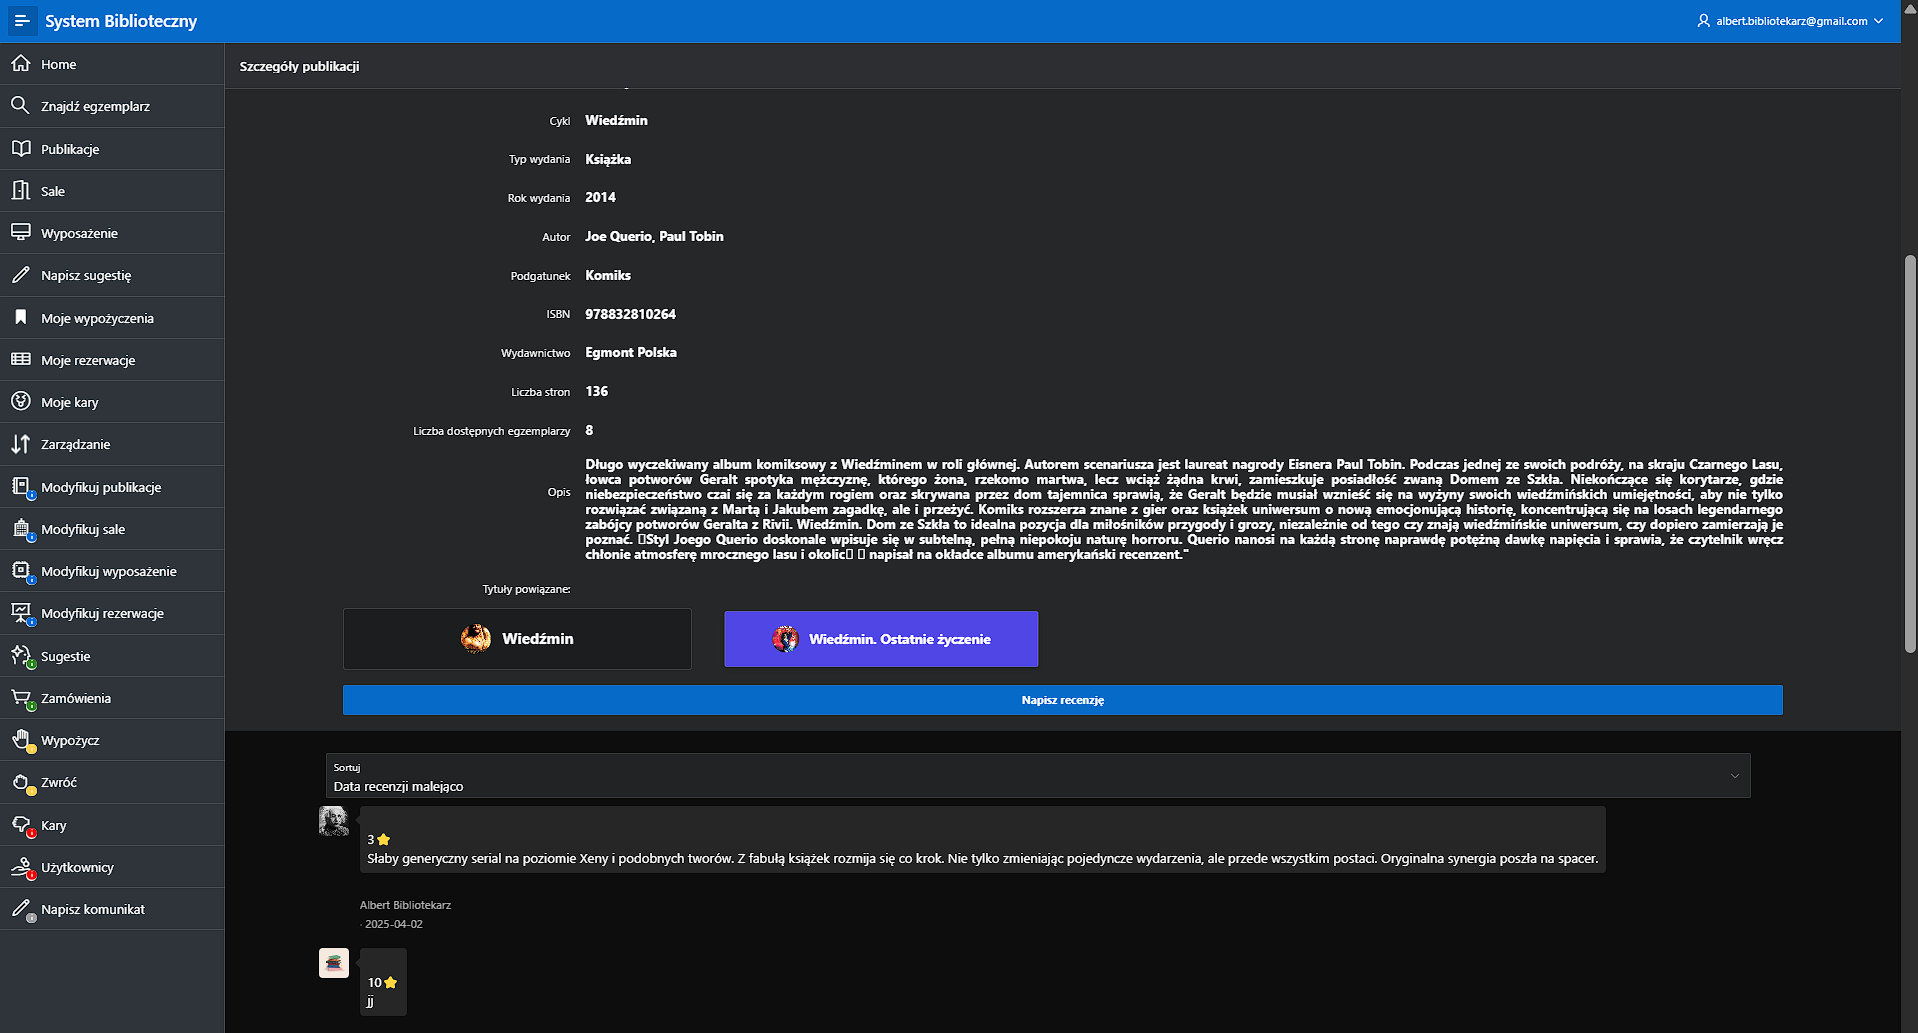 System Biblioteczny
albert.bibliotekarz@gmail.com
Home
Znajdź egzemplarz
Publikacje
Sale
Wyposażenie
Napisz sugestię
Moje wypożyczenia
Moje rezerwacje
Moje kary
Zarządzanie
Modyfikuj publikacje
Modyfikuj sale
Modyfikuj wyposażenie
Modyfikuj rezerwacje
Sugestie
Zamówienia
Wypożycz
Zwróć
Kary
Użytkownicy
Napisz komunikat
Szczegóły publikacji
Cykl Wiedźmin
Typ wydania Książka
Rok wydania 2014
Autor Joe Querio, Paul Tobin
Podgatunek Komiks
ISBN 978832810264
Wydawnictwo Egmont Polska
Liczba stron 136
Liczba dostępnych egzemplarzy 8
Opis
Długo wyczekiwany album komiksowy z Wiedźminem w roli głównej. Autorem scenariusza jest laureat nagrody Eisnera Paul Tobin. Podczas jednej ze swoich podróży, na skraju Czarnego Lasu,
łowca potworów Geralt spotyka mężczyznę, którego żona, rzekomo martwa, lecz wciąż żądna krwi, zamieszkuje posiadłość zwaną Domem ze Szkła. Niekończące się korytarze, gdzie
niebezpieczeństwo czai się za każdym rogiem oraz skrywana przez dom tajemnica sprawią, że Geralt będzie musiał wznieść się na wyżyny swoich wiedźmińskich umiejętności, aby nie tylko
rozwiązać związaną z Martą i Jakubem zagadkę, ale i przeżyć. Komiks rozszerza znane z gier oraz książek uniwersum o nową emocjonującą historię, koncentrującą się na losach legendarnego
zabójcy potworów Geralta z Rivii. Wiedźmin. Dom ze Szkła to idealna pozycja dla miłośników przygody i grozy, niezależnie od tego czy znają wiedźmińskie uniwersum, czy dopiero zamierzają je
poznać. Styl Joego Querio doskonale wpisuje się w subtelną, pełną niepokoju naturę horroru. Querio nanosi na każdą stronę naprawdę potężną dawkę napięcia i sprawia, że czytelnik wręcz
chłonie atmosferę mrocznego lasu i okolic napisał na okładce albumu amerykański recenzent."
Tytuły powiązane:
Wiedźmin
Wiedźmin. Ostatnie życzenie
Napisz recenzję
Sortuj
Data recenzji malejąco
3
Słaby generyczny serial na poziomie Xeny i podobnych tworów. Z fabułą książek rozmija się co krok. Nie tylko zmieniając pojedyncze wydarzenia, ale przede wszystkim postaci. Oryginalna synergia poszła na spacer.
Albert Bibliotekarz
· 2025-04-02
10
jj